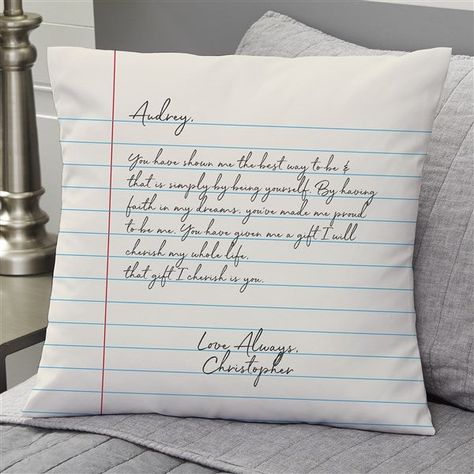 Audrey,
You have shown me the best way to be &
that is simply by being yourself. By having
faith in my dreams, you've made me proud
to be me. You have given me a gift I will
cherish my whole life,
that gift I cherish is you.
Love Always,
Christopher